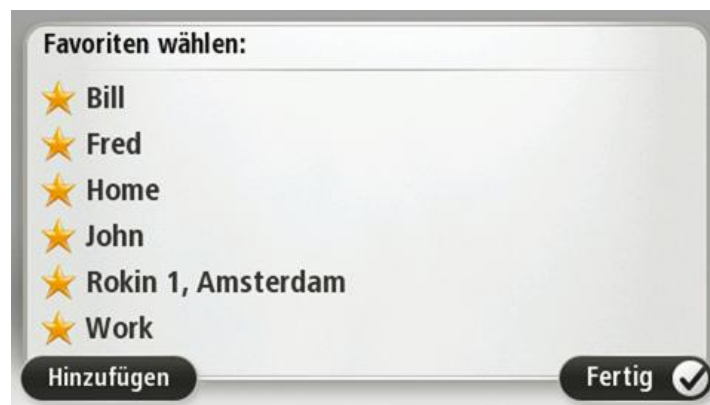 Favoriten wählen:
Bill
Fred
Home
John
Rokin 1, Amsterdam
Work
Hinzufügen
Fertig